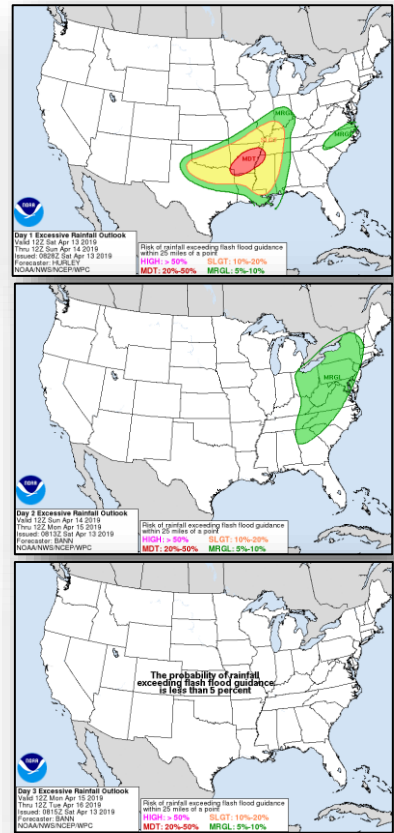 MRGL
SLGT
MRGL
MDT
NOAA
Day 1 Excessive Rainfall Outlook
Valid 12Z Sat Apr 13 2019
Thru 12Z Sun Apr 14 2019
Issued: 0828Z Sat Apr 13 2019
Forecaster: HURLEY
NOAA/NWS/NCEP/WPC
Risk of rainfall exceeding flash flood guidance
within 25 miles of a point
HIGH: > 50% SLGT: 10%-20%
MDT: 20%-50% MRGL: 5%-10%
MRGL
NOAA
Day 2 Excessive Rainfall Outlook
Valid 12Z Sun Apr 14 2019
Thru 12Z Mon Apr 15 2019
Issued: 0813Z Sat Apr 13 2019
Forecaster: BANN
NOAA/NWS/NCEP/WPC
Risk of rainfall exceeding flash flood guidance
within 25 miles of a point
HIGH: > 50% SLGT: 10%-20%
MDT: 20%-50% MRGL: 5%-10%
The probability of rainfall
exceeding flash flood guidance
is less than 5 percent
NOAA
Day 3 Excessive Rainfall Outlook
Valid 12Z Mon Apr 15 2019
Thru 12Z Tue Apr 16 2019
Issued: 0815Z Sat Apr 13 2019
Forecaster: BANN
NOAA/NWS/NCEP/WPC
Risk of rainfall exceeding flash flood guidance
within 25 miles of a point
HIGH: > 50% SLGT: 10%-20%
MDT: 20%-50% MRGL: 5%-10%